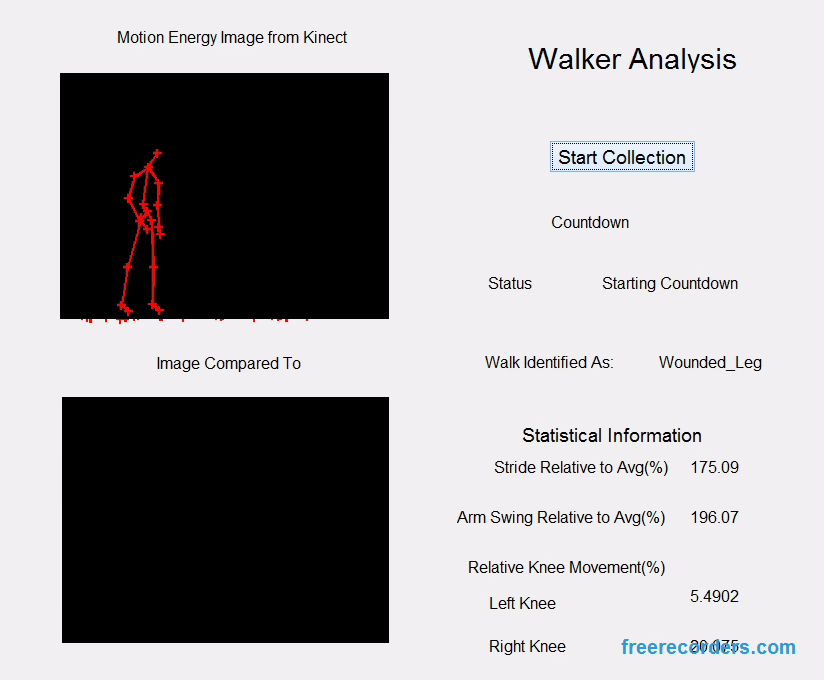 Motion Energy Image from Kinect
Walker Analysis
Start Collection
Countdown
Status Starting Countdown
Image Compared To
Walk Identified As: Wounded_Leg
Statistical Information
Stride Relative to Avg(%) 175.09
Arm Swing Relative to Avg(%) 196.07
Relative Knee Movement(%)
Left Knee 5.4902
Right Knee
freerecorders.com